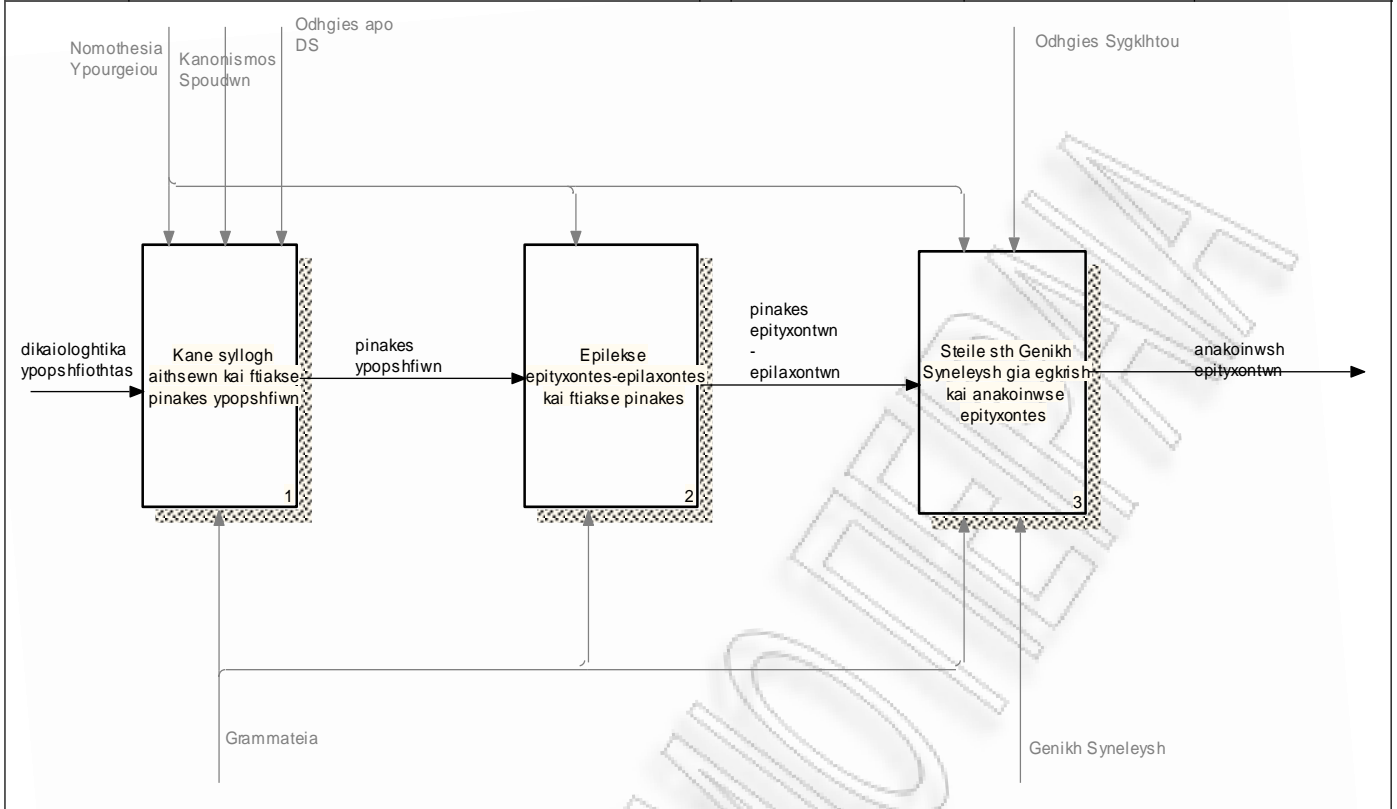 Nomothesia
Ypourgeiou
Kanonismos
Spoudwn
Odhgies apo
DS
Odhgies Sygklhtou
dikaiologhtika
ypopshfiothtas
Kane syllogh
aithsewn kai ftiakse
pinakes ypopshfiwn
1
pinakes
ypopshfiwn
Epilekse
epityxontes-epilaxontes
kai ftiakse pinakes
2
pinakes
epityxontwn
-
epilaxontwn
Steile sth Genikh
Syneleysh gia egkrish
kai anakoinwse
epityxontes
3
anakoinwsh
epityxontwn
Grammateia
Genikh Syneleysh